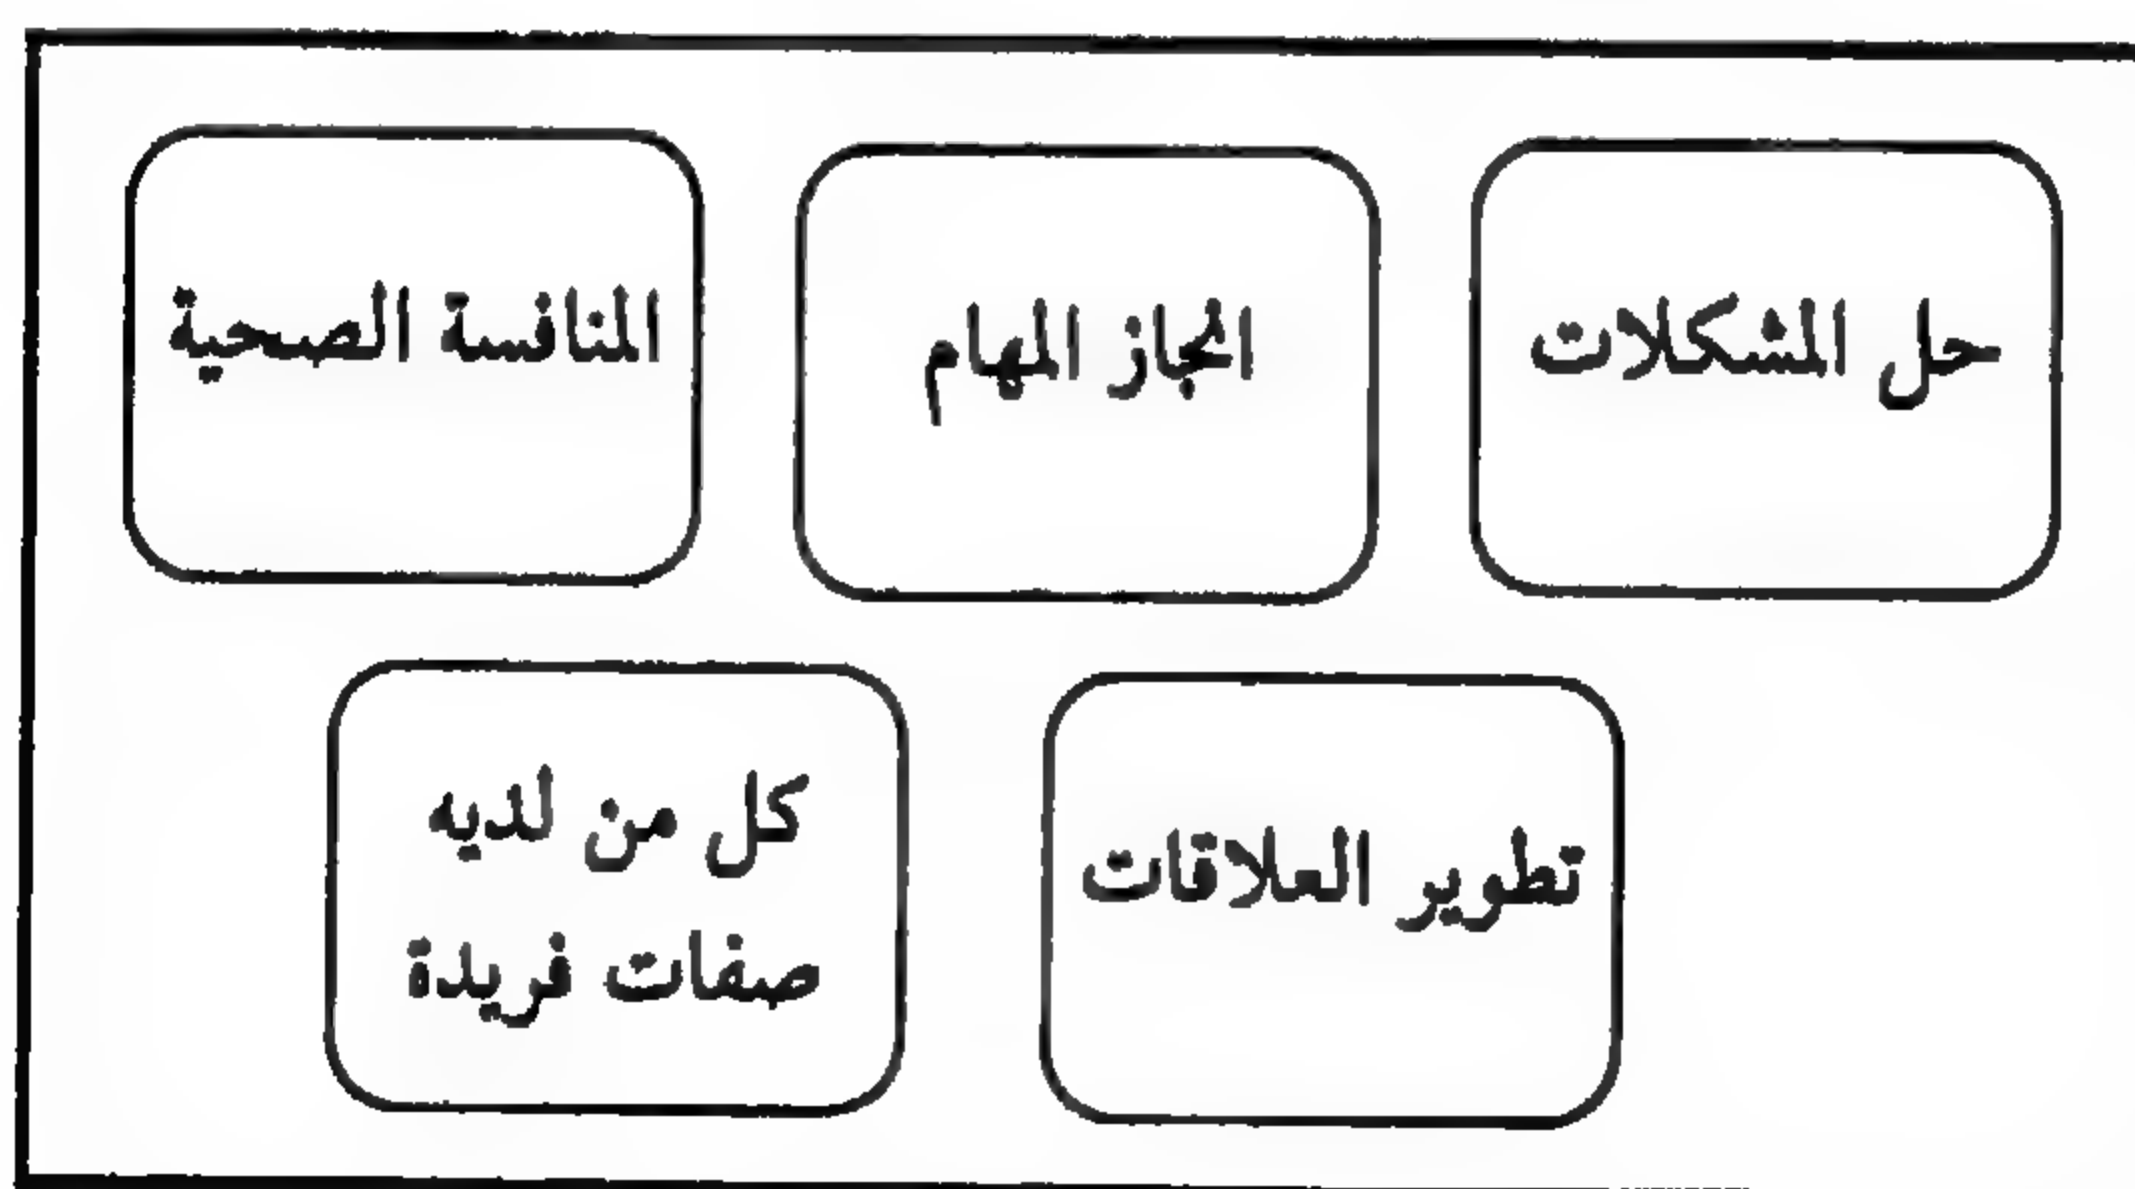 حل المشكلات
انجاز المهام
المنافسة الصحية
تطوير العلاقات
كل من لديه
صفات فريدة